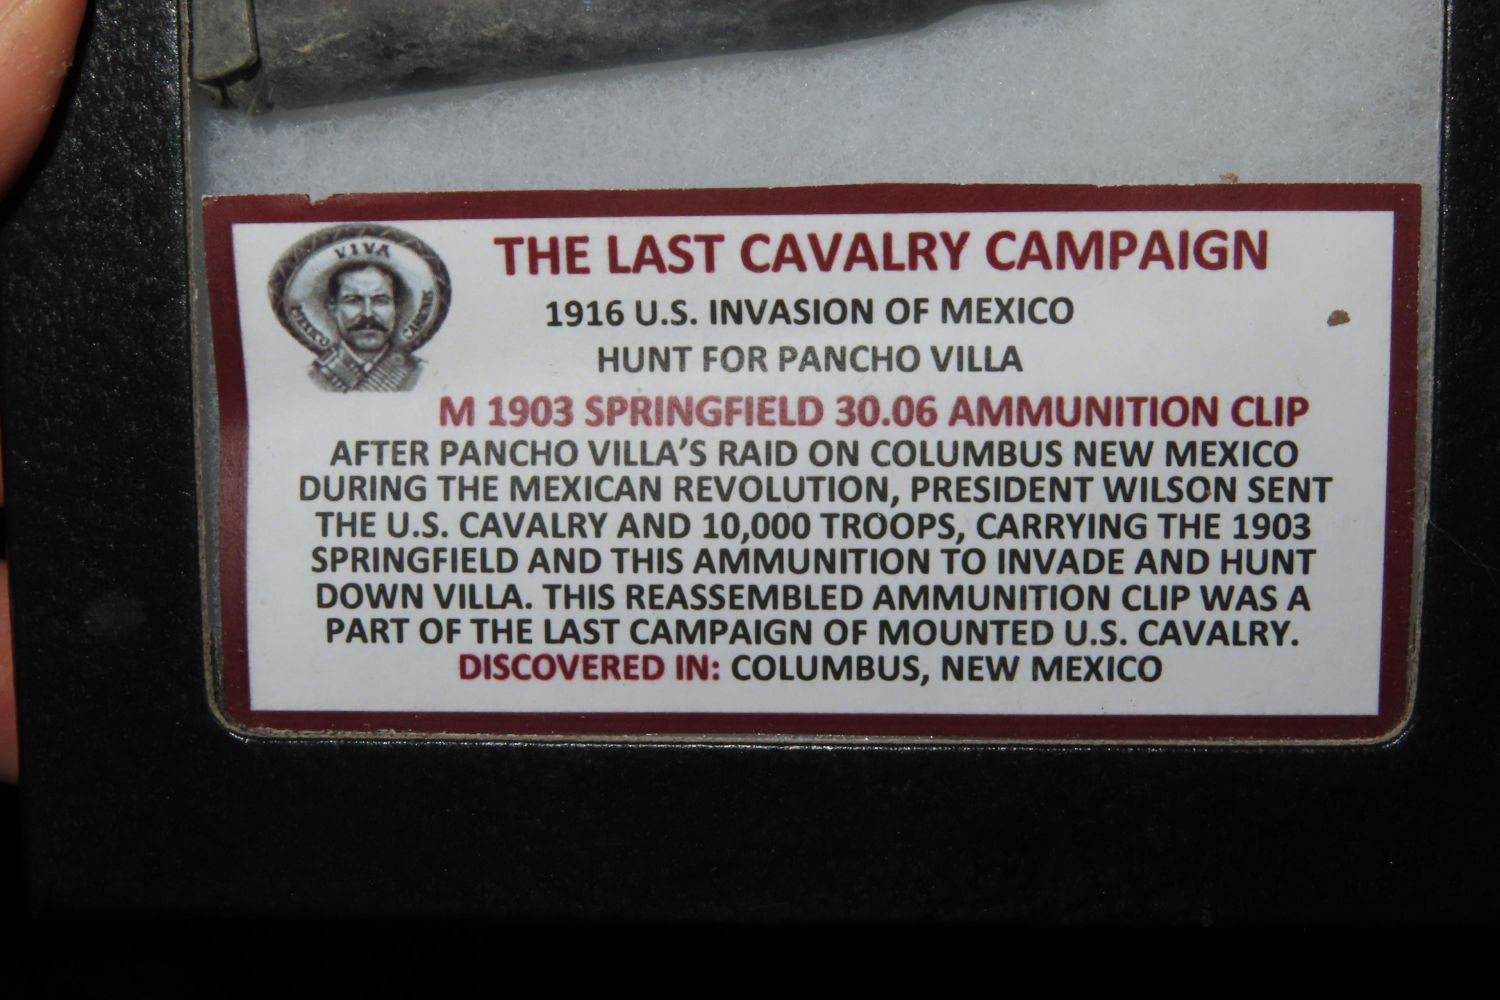 VIVA
MEXICO
THE LAST CAVALRY CAMPAIGN
1916 U.S. INVASION OF MEXICO
HUNT FOR PANCHO VILLA
M 1903 SPRINGFIELD 30.06 AMMUNITION CLIP
AFTER PANCHO VILLA'S RAID ON COLUMBUS NEW MEXICO
DURING THE MEXICAN REVOLUTION, PRESIDENT WILSON SENT
THE U.S. CAVALRY AND 10,000 TROOPS, CARRYING THE 1903
SPRINGFIELD AND THIS AMMUNITION TO INVADE AND HUNT
DOWN VILLA. THIS REASSEMBLED AMMUNITION CLIP WAS A
PART OF THE LAST CAMPAIGN OF MOUNTED U.S. CAVALRY.
DISCOVERED IN: COLUMBUS, NEW MEXICO